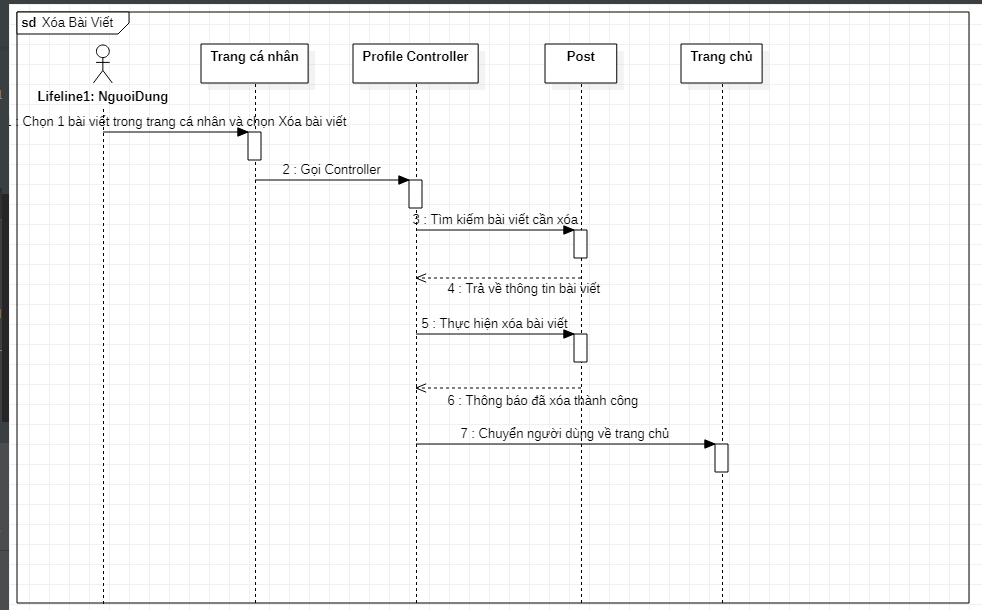 sd Xóa Bài Viết
Trang cá nhân
Profile Controller
Post
Trang chủ
Lifeline1: NguoiDung
: Chọn 1 bài viết trong trang cá nhân và chọn Xóa bài viết
2 : Gọi Controller
3 : Tìm kiếm bài viết cần xóa
4 : Trả về thông tin bài viết
5 : Thực hiện xóa bài viết
6 : Thông báo đã xóa thành công
7 : Chuyển người dùng về trang chủ